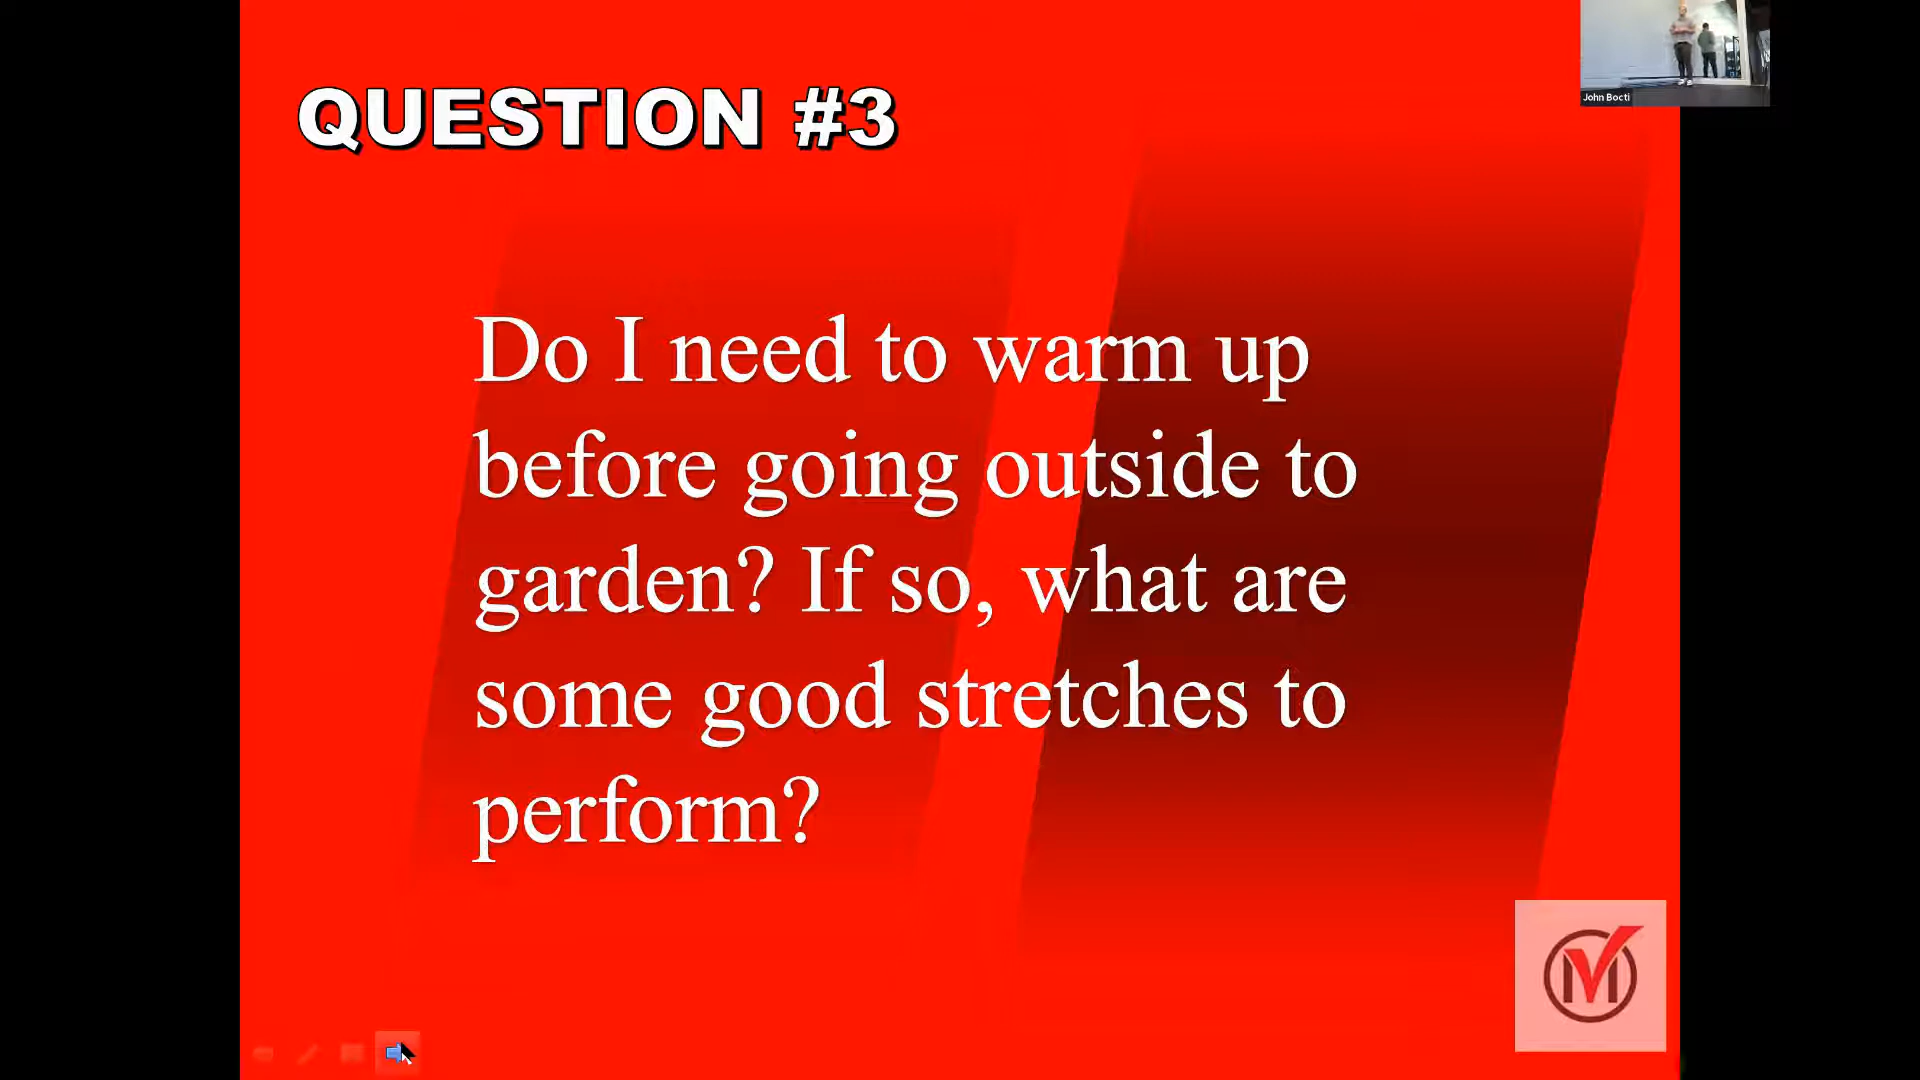 John Bocti
QUESTION #3
Do I need to warm up
before going outside to
garden? If so, what are
some good stretches to
perform?